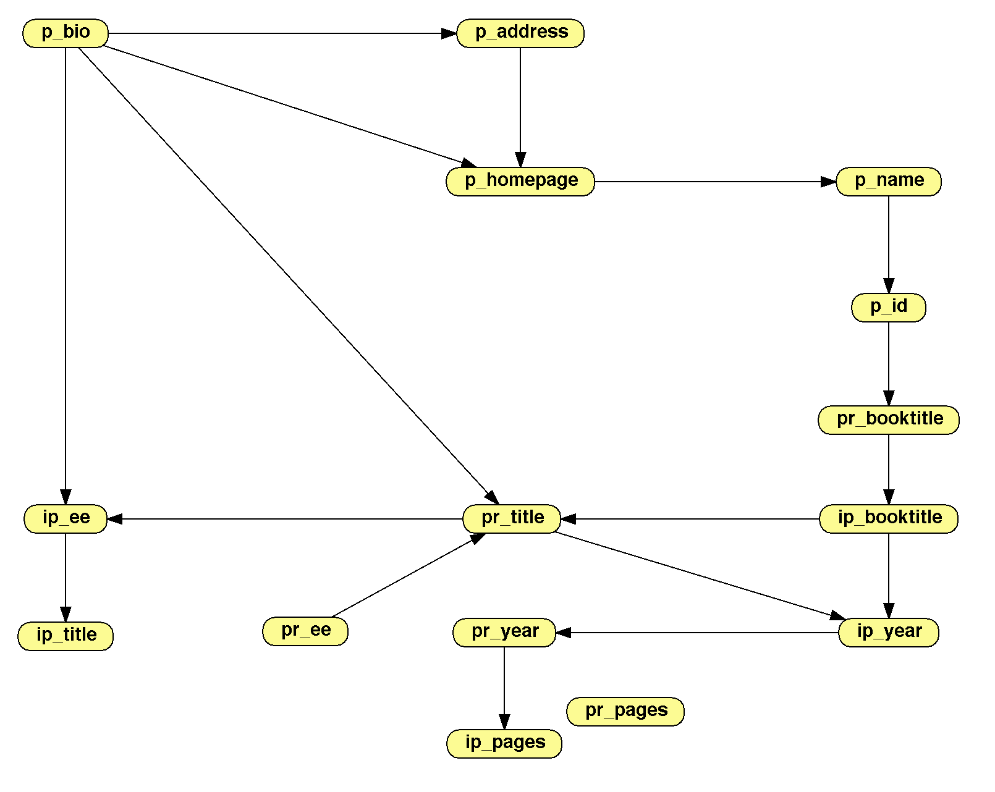 p_bio
p_address
p_homepage
p_name
p_id
pr_booktitle
ip_ee
pr_title
ip_booktitle
ip_title
pr_ee
pr_year
ip_year
pr_pages
ip_pages